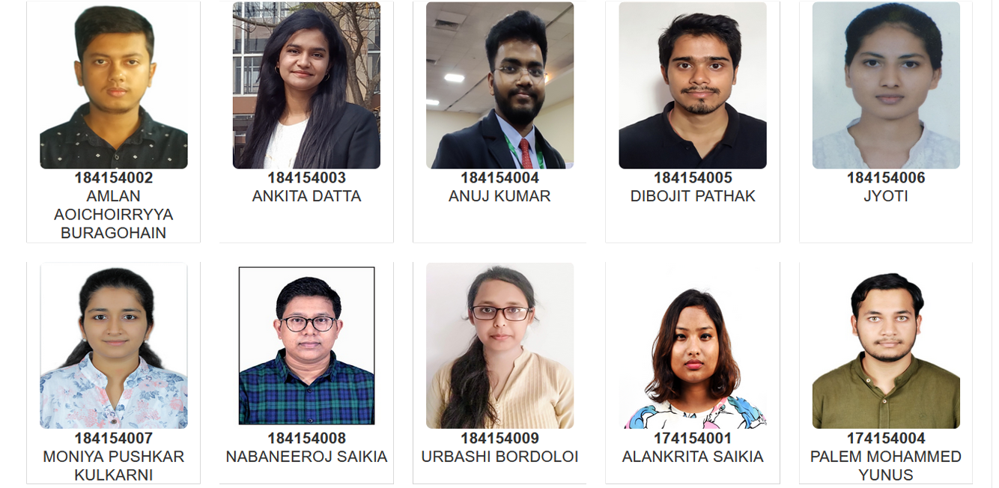 184154002
AMLAN
AOICHOIRRYYA
BURAGOHAIN
184154003
ANKITA DATTA
184154004
ANUJ KUMAR
184154005
DIBOJIT PATHAK
184154006
JYOTI
184154007
MONIYA PUSHKAR
KULKARNI
184154008
NABANEEROJ SAIKIA
184154009
URBASHI BORDOLOI
174154001
ALANKRITA SAIKIA
174154004
PALEM MOHAMMED
YUNUS